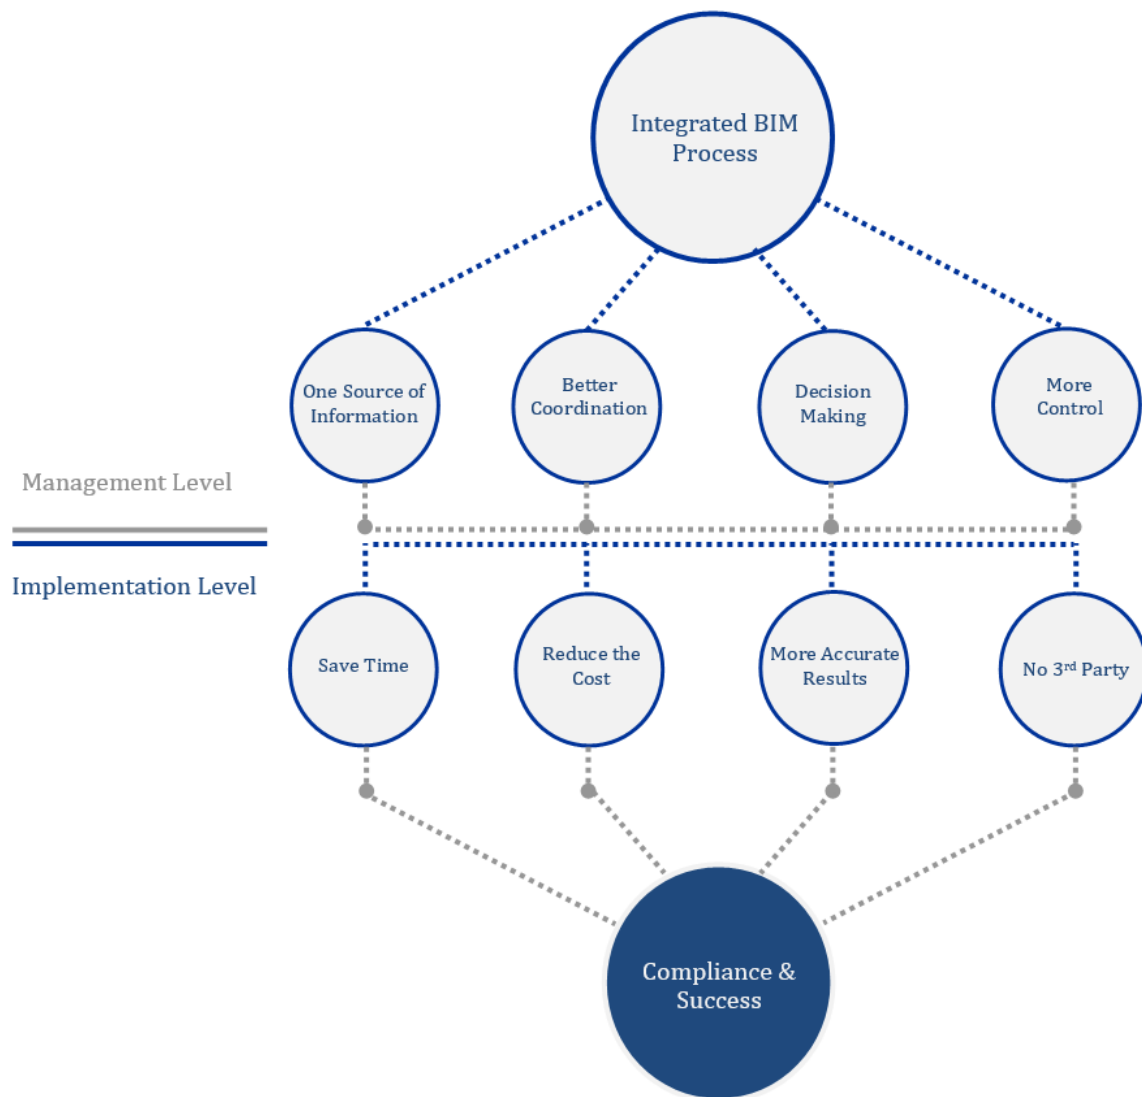 Integrated BIM
Process
One Source of
Information
Better
Coordination
Decision
Making
More
Control
Management Level
Implementation Level
Save Time
Reduce the
Cost
More Accurate
Results
No 3rd Party
Compliance &
Success